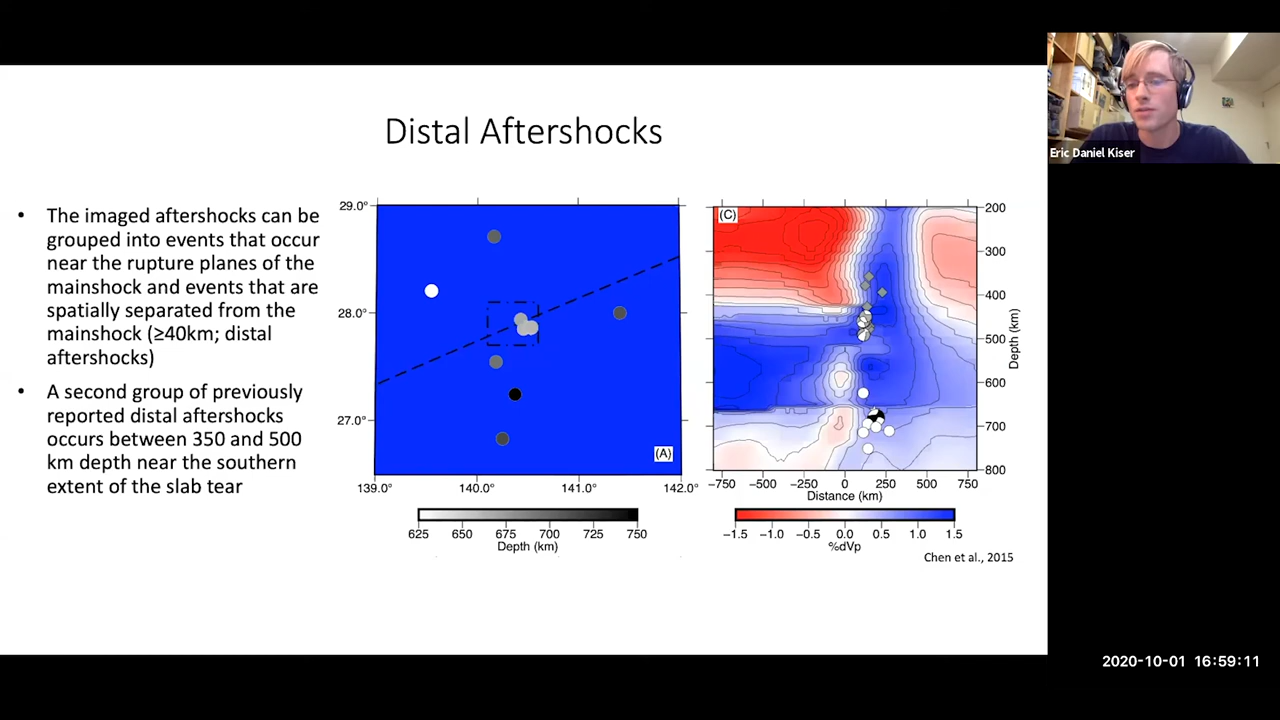 Distal Aftershocks
• The imaged aftershocks can be
grouped into events that occur
near the rupture planes of the
mainshock and events that are
spatially separated from the
mainshock (≥40km; distal
aftershocks)
• A second group of previously
reported distal aftershocks
occurs between 350 and 500
km depth near the southern
extent of the slab tear
29.0°
28.0°
27.0°
(A)
139.0° 140.0° 141.0° 142.0°
625 650 675 700 725 750
Depth (km)
(C)
200
300
400
500
600
700
800
Depth (km)
−750 −500 −250 0 250 500 750
Distance (km)
−1.5 −1.0 −0.5 0.0 0.5 1.0 1.5
%dVp
Chen et al., 2015
Eric Daniel Kiser
2020-10-01 16:59:11